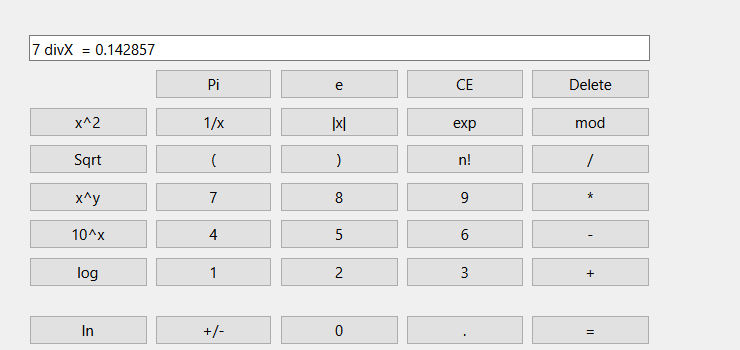 7 divX  = 0.142857
Pi e CE Delete
x^2 1/x |x| exp mod
Sqrt ( ) n! /
x^y 7 8 9 *
10^x 4 5 6 -
log 1 2 3 +
ln +/- 0 . =